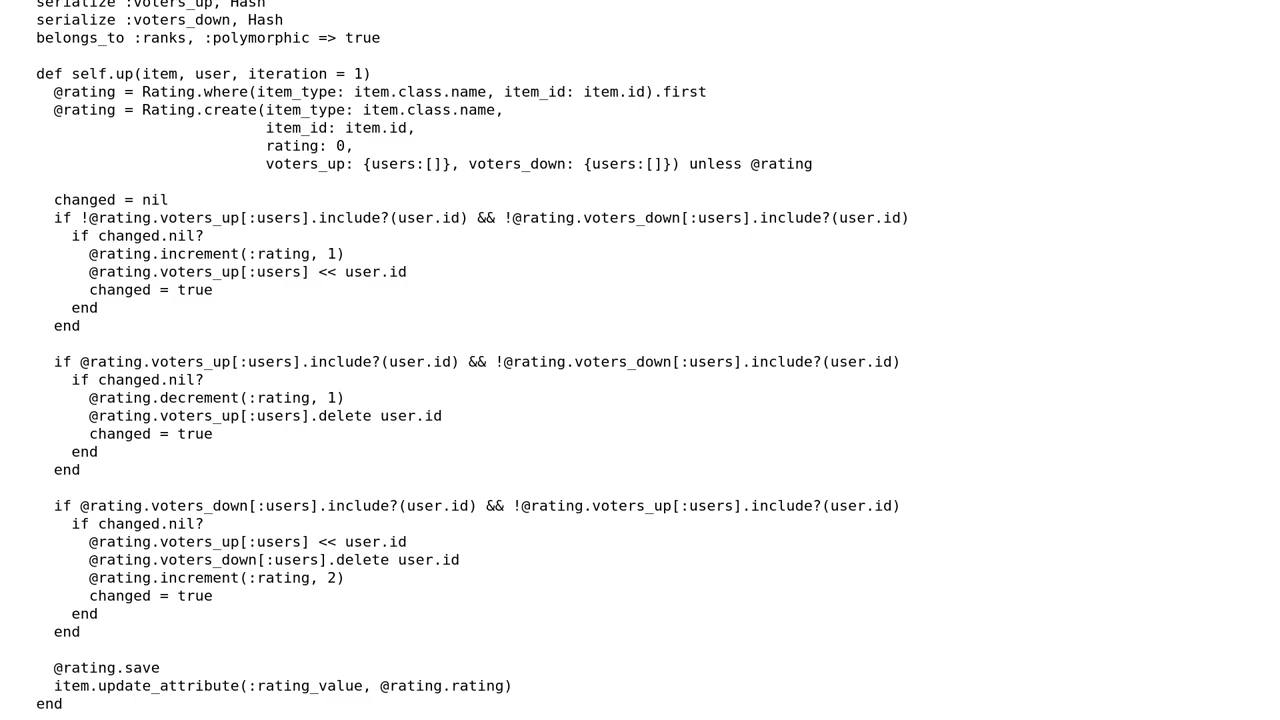 serialize :voters_up, Hash
serialize :voters_down, Hash
belongs_to :ranks, :polymorphic => true

def self.up(item, user, iteration = 1)
  @rating = Rating.where(item_type: item.class.name, item_id: item.id).first
  @rating = Rating.create(item_type: item.class.name,
                          item_id: item.id,
                          rating: 0,
                          voters_up: {users:[]}, voters_down: {users:[]}) unless @rating

  changed = nil
  if !@rating.voters_up[:users].include?(user.id) && !@rating.voters_down[:users].include?(user.id)
    if changed.nil?
      @rating.increment(:rating, 1)
      @rating.voters_up[:users] << user.id
      changed = true
    end
  end

  if @rating.voters_up[:users].include?(user.id) && !@rating.voters_down[:users].include?(user.id)
    if changed.nil?
      @rating.decrement(:rating, 1)
      @rating.voters_up[:users].delete user.id
      changed = true
    end
  end

  if @rating.voters_down[:users].include?(user.id) && !@rating.voters_up[:users].include?(user.id)
    if changed.nil?
      @rating.voters_up[:users] << user.id
      @rating.voters_down[:users].delete user.id
      @rating.increment(:rating, 2)
      changed = true
    end
  end

  @rating.save
  item.update_attribute(:rating_value, @rating.rating)
end